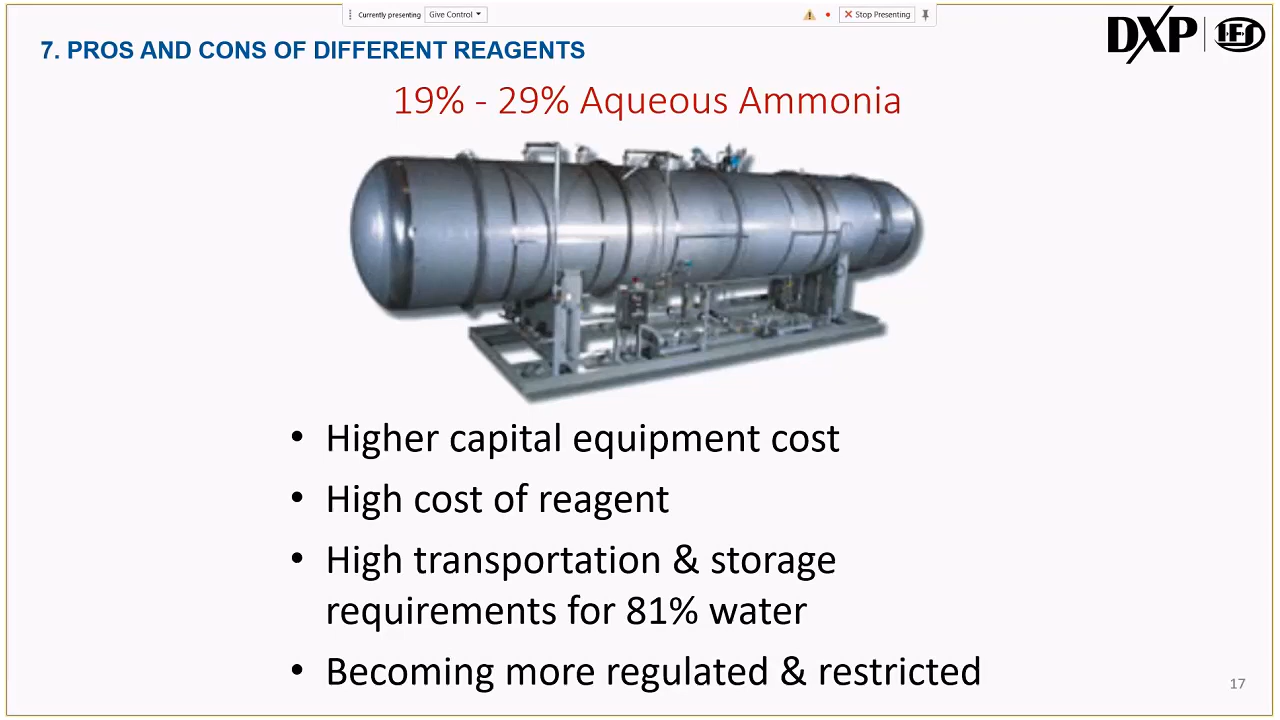 Currently presenting Give Control Stop Presenting
7. PROS AND CONS OF DIFFERENT REAGENTS
DXP IFS
19% - 29% Aqueous Ammonia
• Higher capital equipment cost
• High cost of reagent
• High transportation & storage
requirements for 81% water
• Becoming more regulated & restricted
17